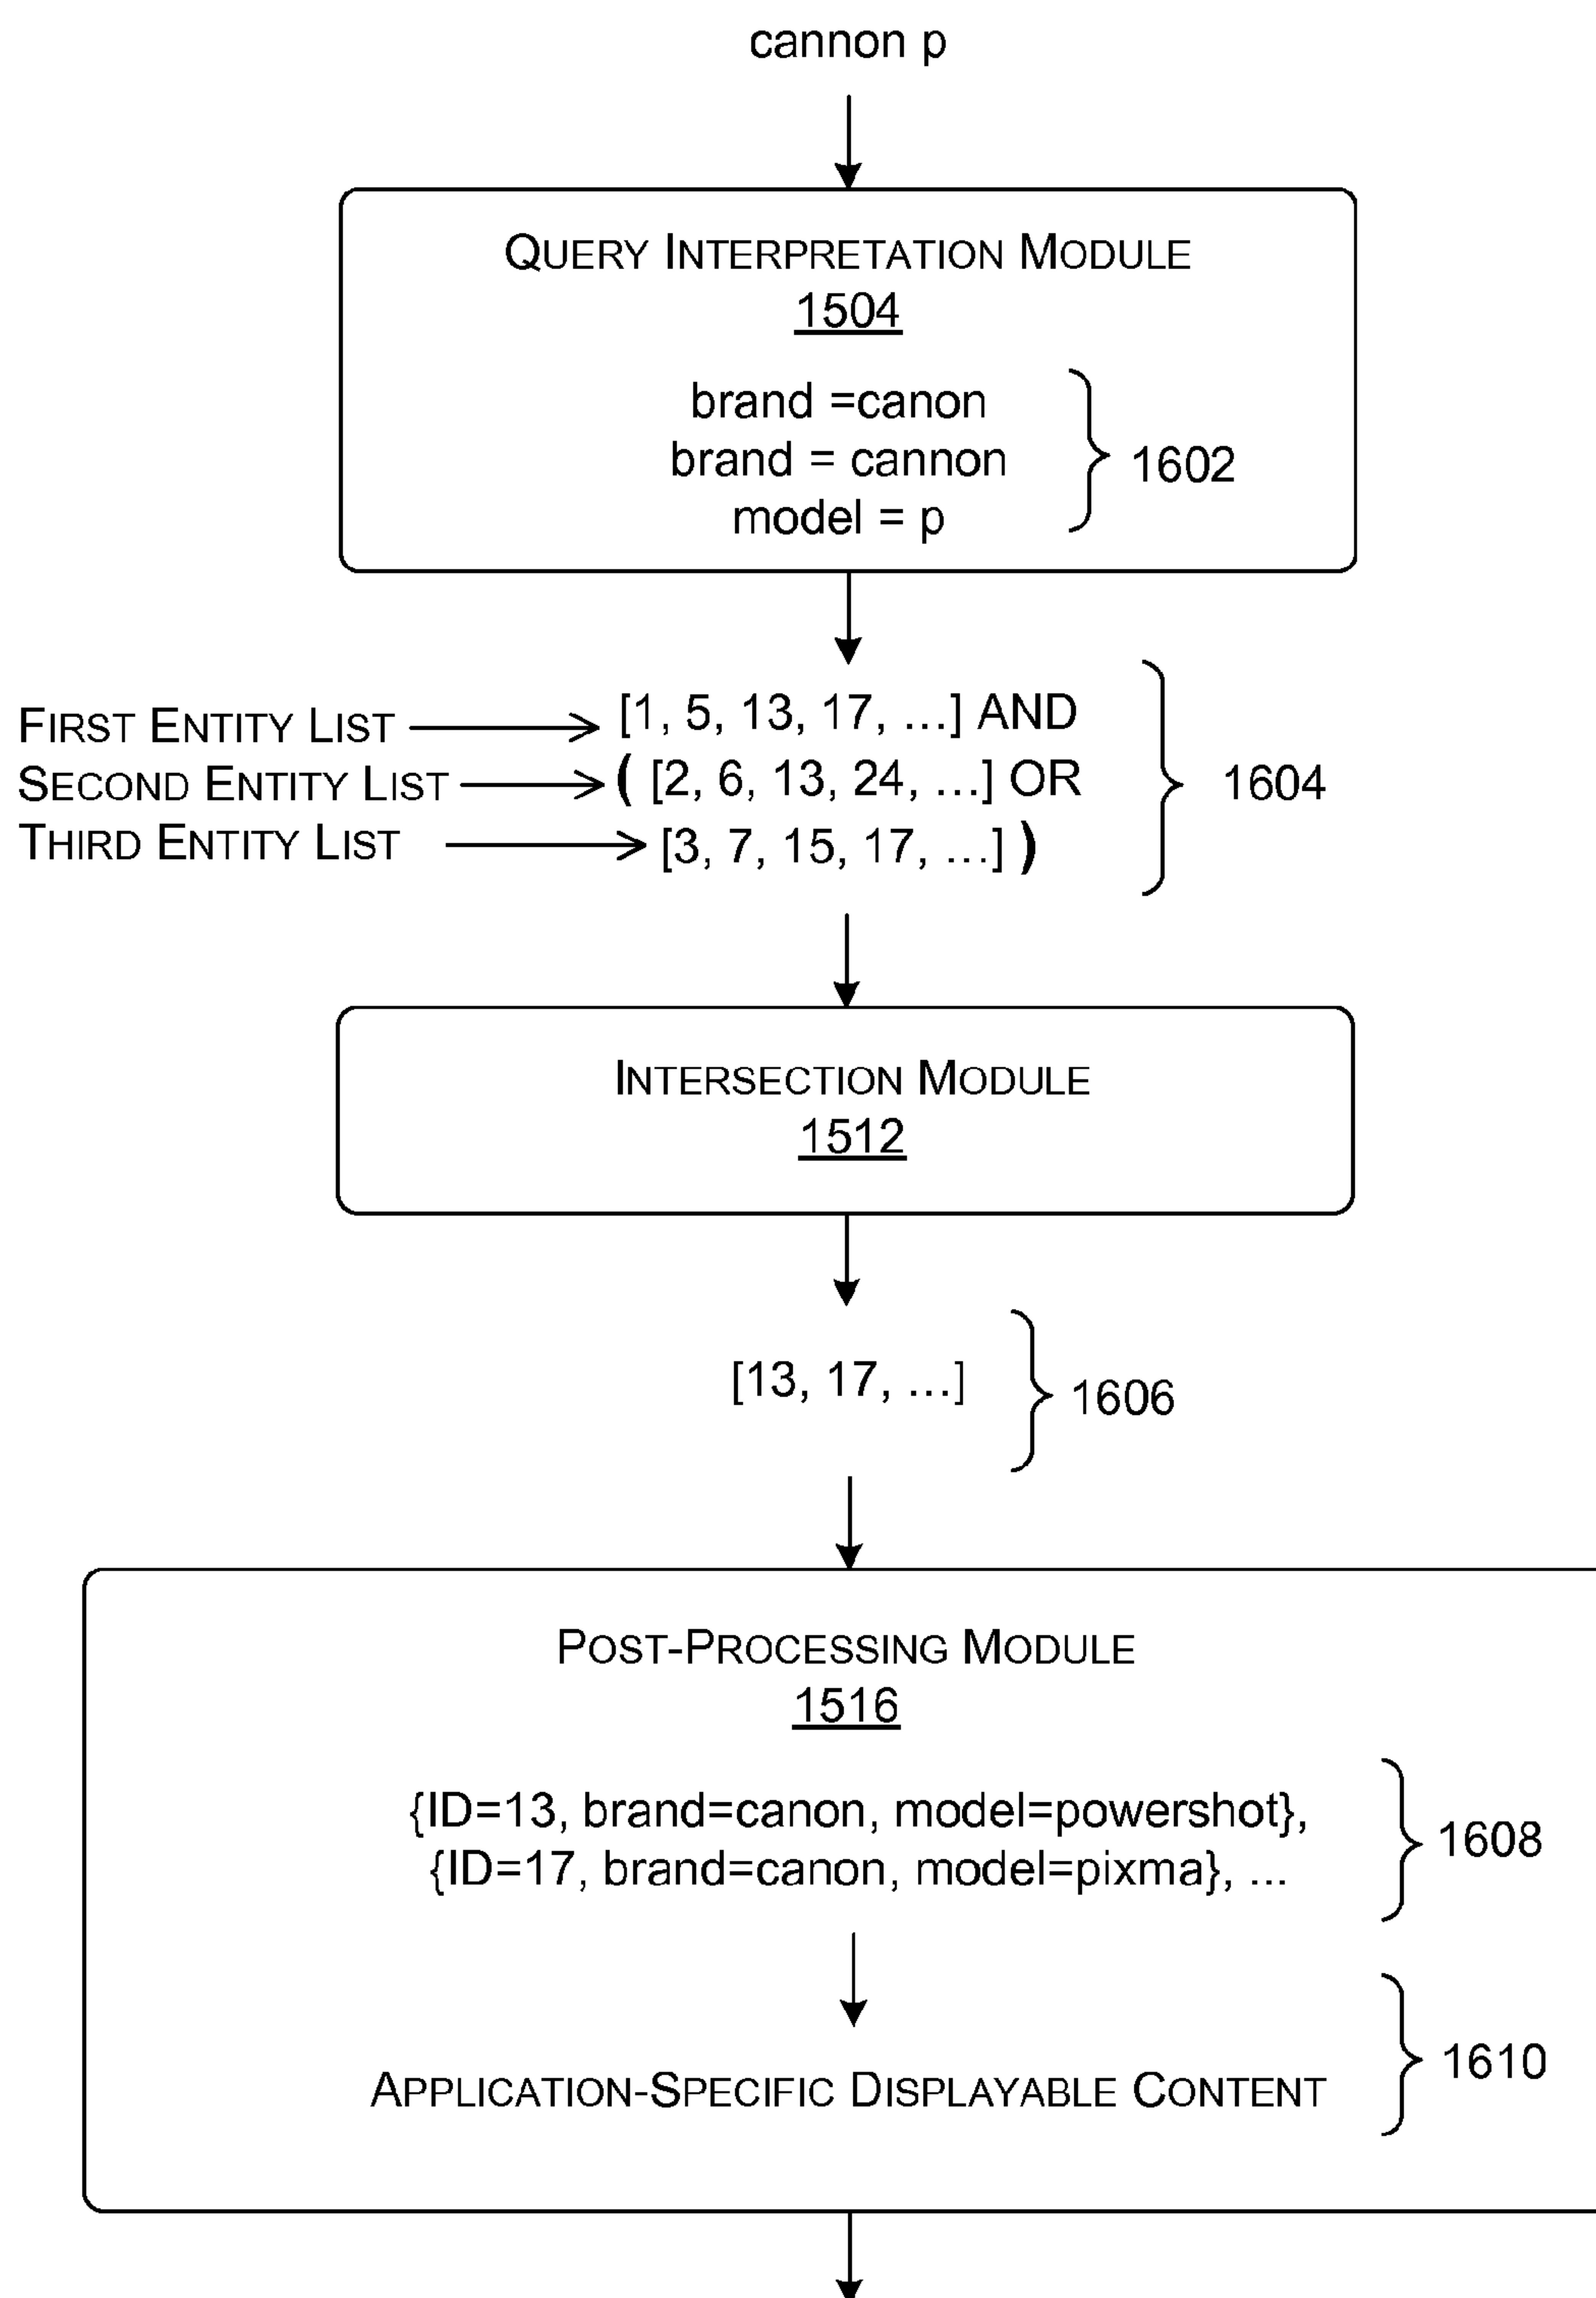 cannon p
QUERY INTERPRETATION MODULE
1504
brand =canon
brand = cannon
model = p
1602
FIRST ENTITY LIST
[1, 5, 13, 17, ...] AND
SECOND ENTITY LIST
( [2, 6, 13, 24, ...] OR
THIRD ENTITY LIST
[3, 7, 15, 17, ...] )
1604
INTERSECTION MODULE
1512
[13, 17, ...]
1606
POST-PROCESSING MODULE
1516
{ID=13, brand=canon, model=powershot},
{ID=17, brand=canon, model=pixma}, ...
1608
APPLICATION-SPECIFIC DISPLAYABLE CONTENT
1610